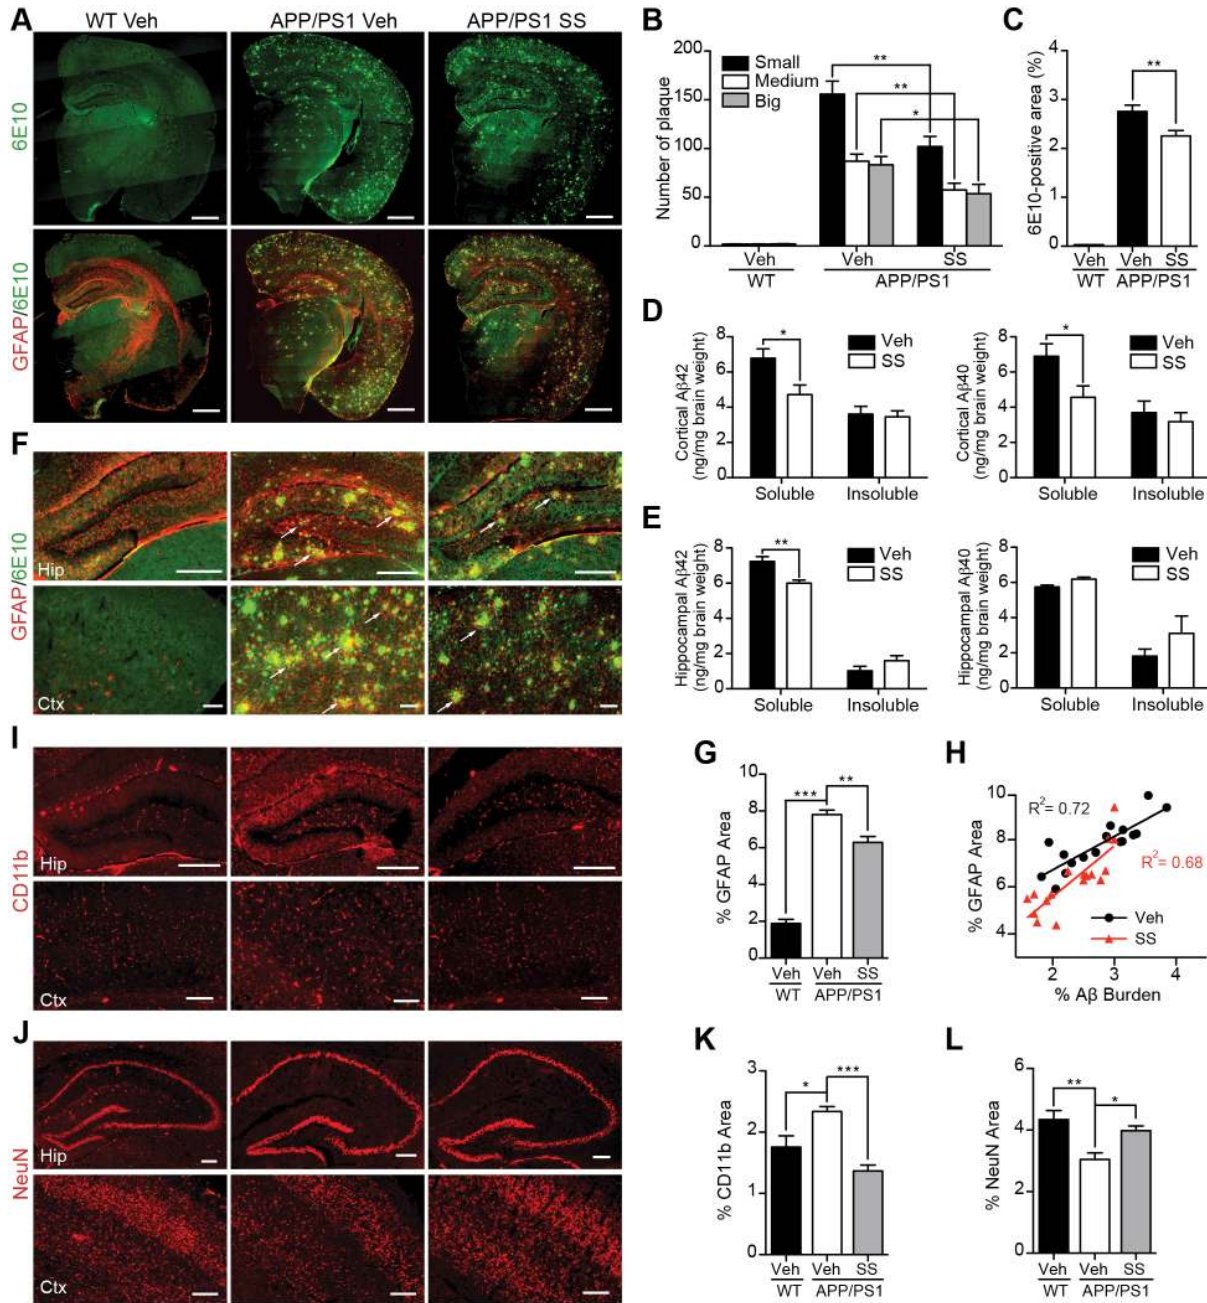 A
WT Veh
APP/PS1 Veh
APP/PS1 SS
6E10
GFAP/6E10
B
Number of plaque
200
150
100
50
0
Small
Medium
Big
**
**
*
Veh
Veh
SS
WT
APP/PS1
C
6E10-positive area (%)
4
3
2
1
0
**
Veh
Veh
SS
WT
APP/PS1
D
Cortical Aβ42
(ng/mg brain weight)
8
6
4
2
0
*
Veh
SS
Soluble
Insoluble
Cortical Aβ40
(ng/mg brain weight)
8
6
4
2
0
*
Veh
SS
Soluble
Insoluble
E
Hippocampal Aβ42
(ng/mg brain weight)
8
6
4
2
0
**
Veh
SS
Soluble
Insoluble
Hippocampal Aβ40
(ng/mg brain weight)
8
6
4
2
0
Veh
SS
Soluble
Insoluble
F
GFAP/6E10
Hip
Ctx
G
% GFAP Area
10
8
6
4
2
0
***
**
Veh
Veh
SS
WT
APP/PS1
H
% GFAP Area
10
8
6
4
R²= 0.72
R²= 0.68
Veh
SS
2
3
4
% Aβ Burden
I
CD11b
Hip
Ctx
J
NeuN
Hip
Ctx
K
% CD11b Area
3
2
1
0
*
***
Veh
Veh
SS
WT
APP/PS1
L
% NeuN Area
6
4
2
0
**
*
Veh
Veh
SS
WT
APP/PS1